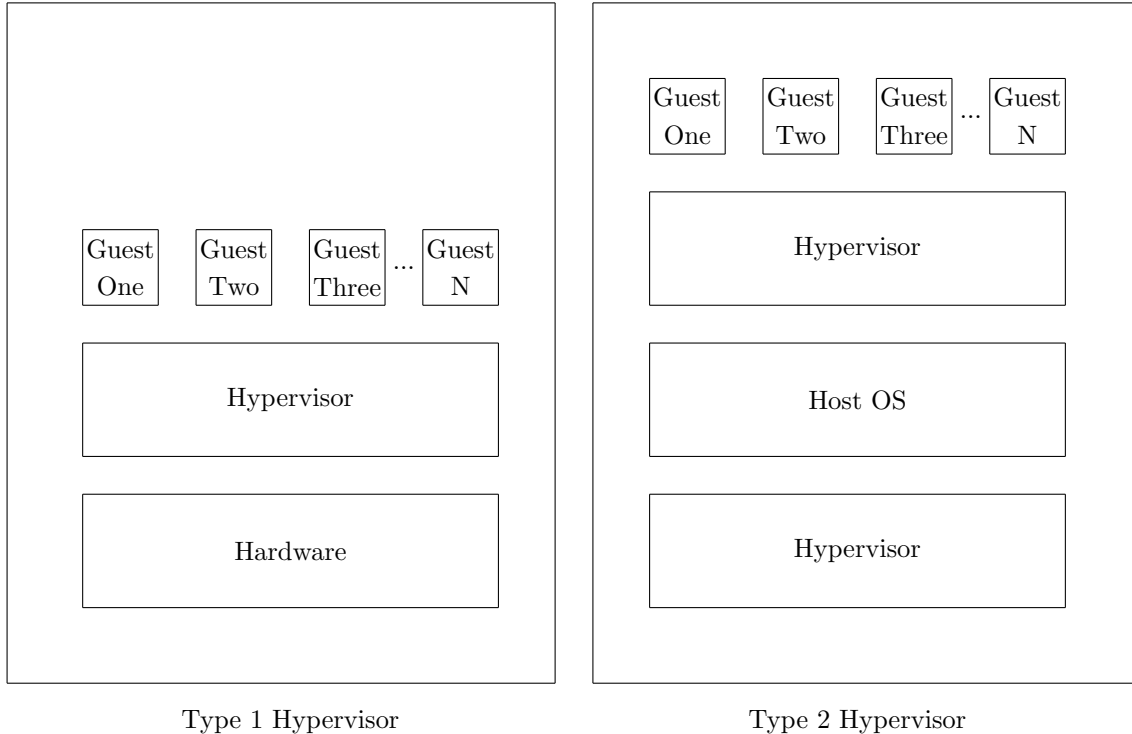 Guest
One
Guest
Two
Guest
Three
...
Guest
N
Hypervisor
Hardware
Type 1 Hypervisor
Guest
One
Guest
Two
Guest
Three
...
Guest
N
Hypervisor
Host OS
Hypervisor
Type 2 Hypervisor